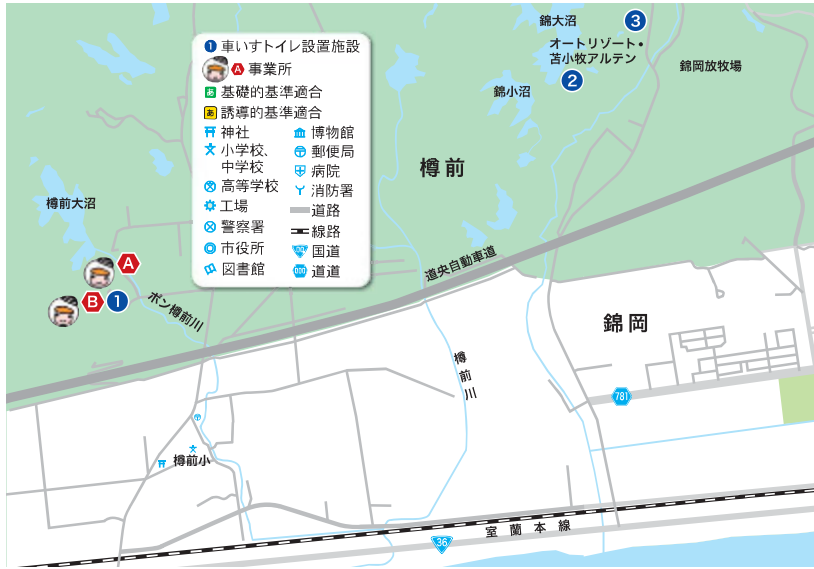 1 車いすトイレ設置施設
A 事業所
あ 基礎的基準適合
あ 誘導的基準適合
神社
小学校、
中学校
高等学校
工場
警察署
市役所
図書館
博物館
郵便局
病院
消防署
道路
線路
00 国道
000 道道
錦大沼
3
オートリゾート・
苫小牧アルテン
2
錦小沼
錦岡放牧場
樽前
樽前大沼
A
B 1
ポン樽前川
道央自動車道
錦岡
樽前川
781
樽前小
室蘭本線
36